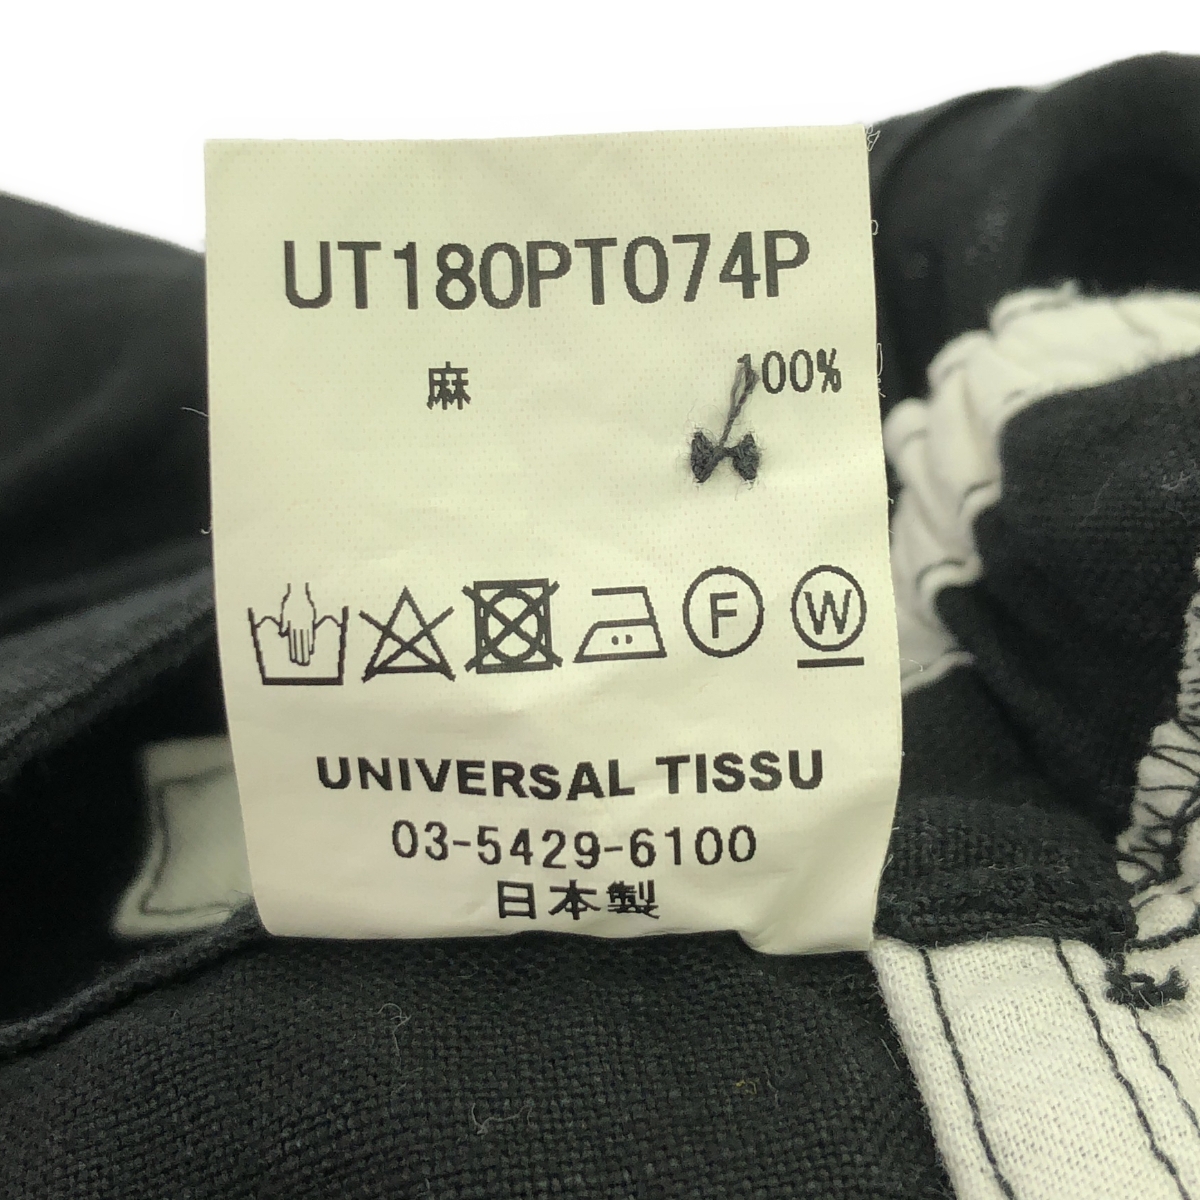 UT180PT074P
麻 100%
F W
UNIVERSAL TISSU
03-5429-6100
日本製